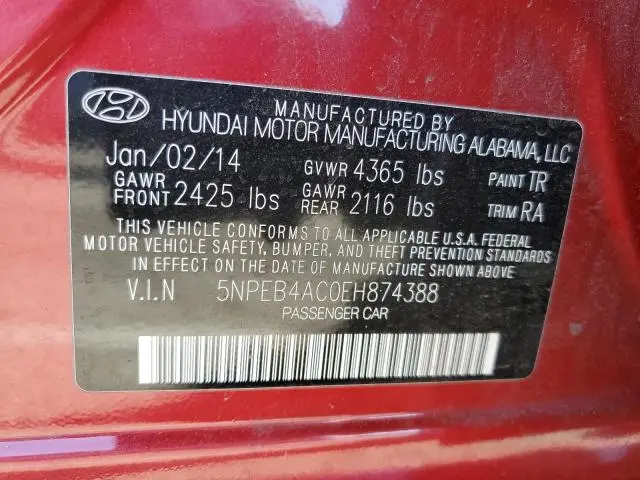 MANUFACTURED BY
HYUNDAI MOTOR MANUFACTURING ALABAMA, LLC
Jan/02/14 GVWR 4365 lbs PAINT TR
GAWR FRONT 2425 lbs GAWR REAR 2116 lbs TRIM RA
THIS VEHICLE CONFORMS TO ALL APPLICABLE U.S.A. FEDERAL
MOTOR VEHICLE SAFETY, BUMPER, AND THEFT PREVENTION STANDARDS
IN EFFECT ON THE DATE OF MANUFACTURE SHOWN ABOVE
V.I.N 5NPEB4AC0EH874388
PASSENGER CAR